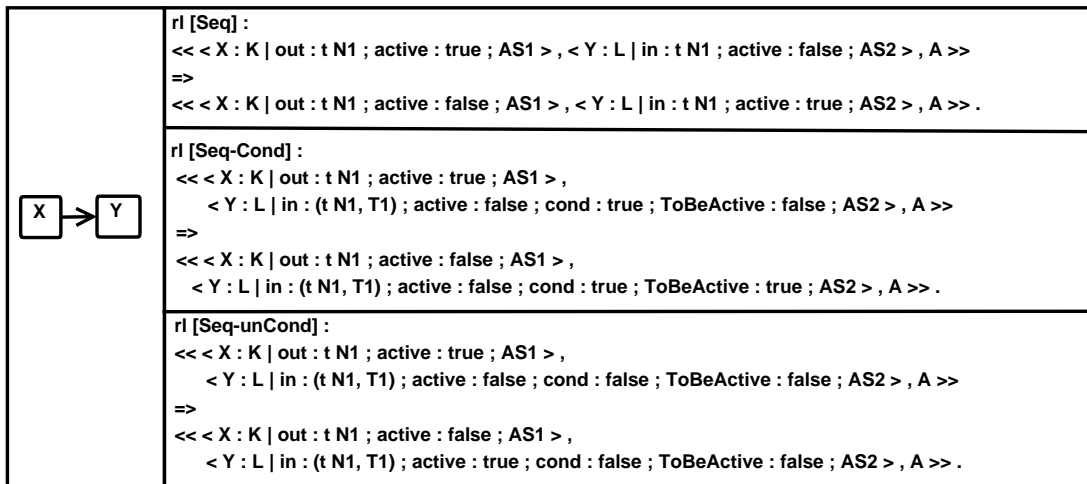 X
Y
rl [Seq] :
<< < X : K | out : t N1 ; active : true ; AS1 > , < Y : L | in : t N1 ; active : false ; AS2 > , A >>
=>
<< < X : K | out : t N1 ; active : false ; AS1 > , < Y : L | in : t N1 ; active : true ; AS2 > , A >> .
rl [Seq-Cond] :
<< < X : K | out : t N1 ; active : true ; AS1 > ,
< Y : L | in : (t N1, T1) ; active : false ; cond : true ; ToBeActive : false ; AS2 > , A >>
=>
<< < X : K | out : t N1 ; active : false ; AS1 > ,
< Y : L | in : (t N1, T1) ; active : false ; cond : true ; ToBeActive : true ; AS2 > , A >> .
rl [Seq-unCond] :
<< < X : K | out : t N1 ; active : true ; AS1 > ,
< Y : L | in : (t N1, T1) ; active : false ; cond : false ; ToBeActive : false ; AS2 > , A >>
=>
<< < X : K | out : t N1 ; active : false ; AS1 > ,
< Y : L | in : (t N1, T1) ; active : true ; cond : false ; ToBeActive : false ; AS2 > , A >> .